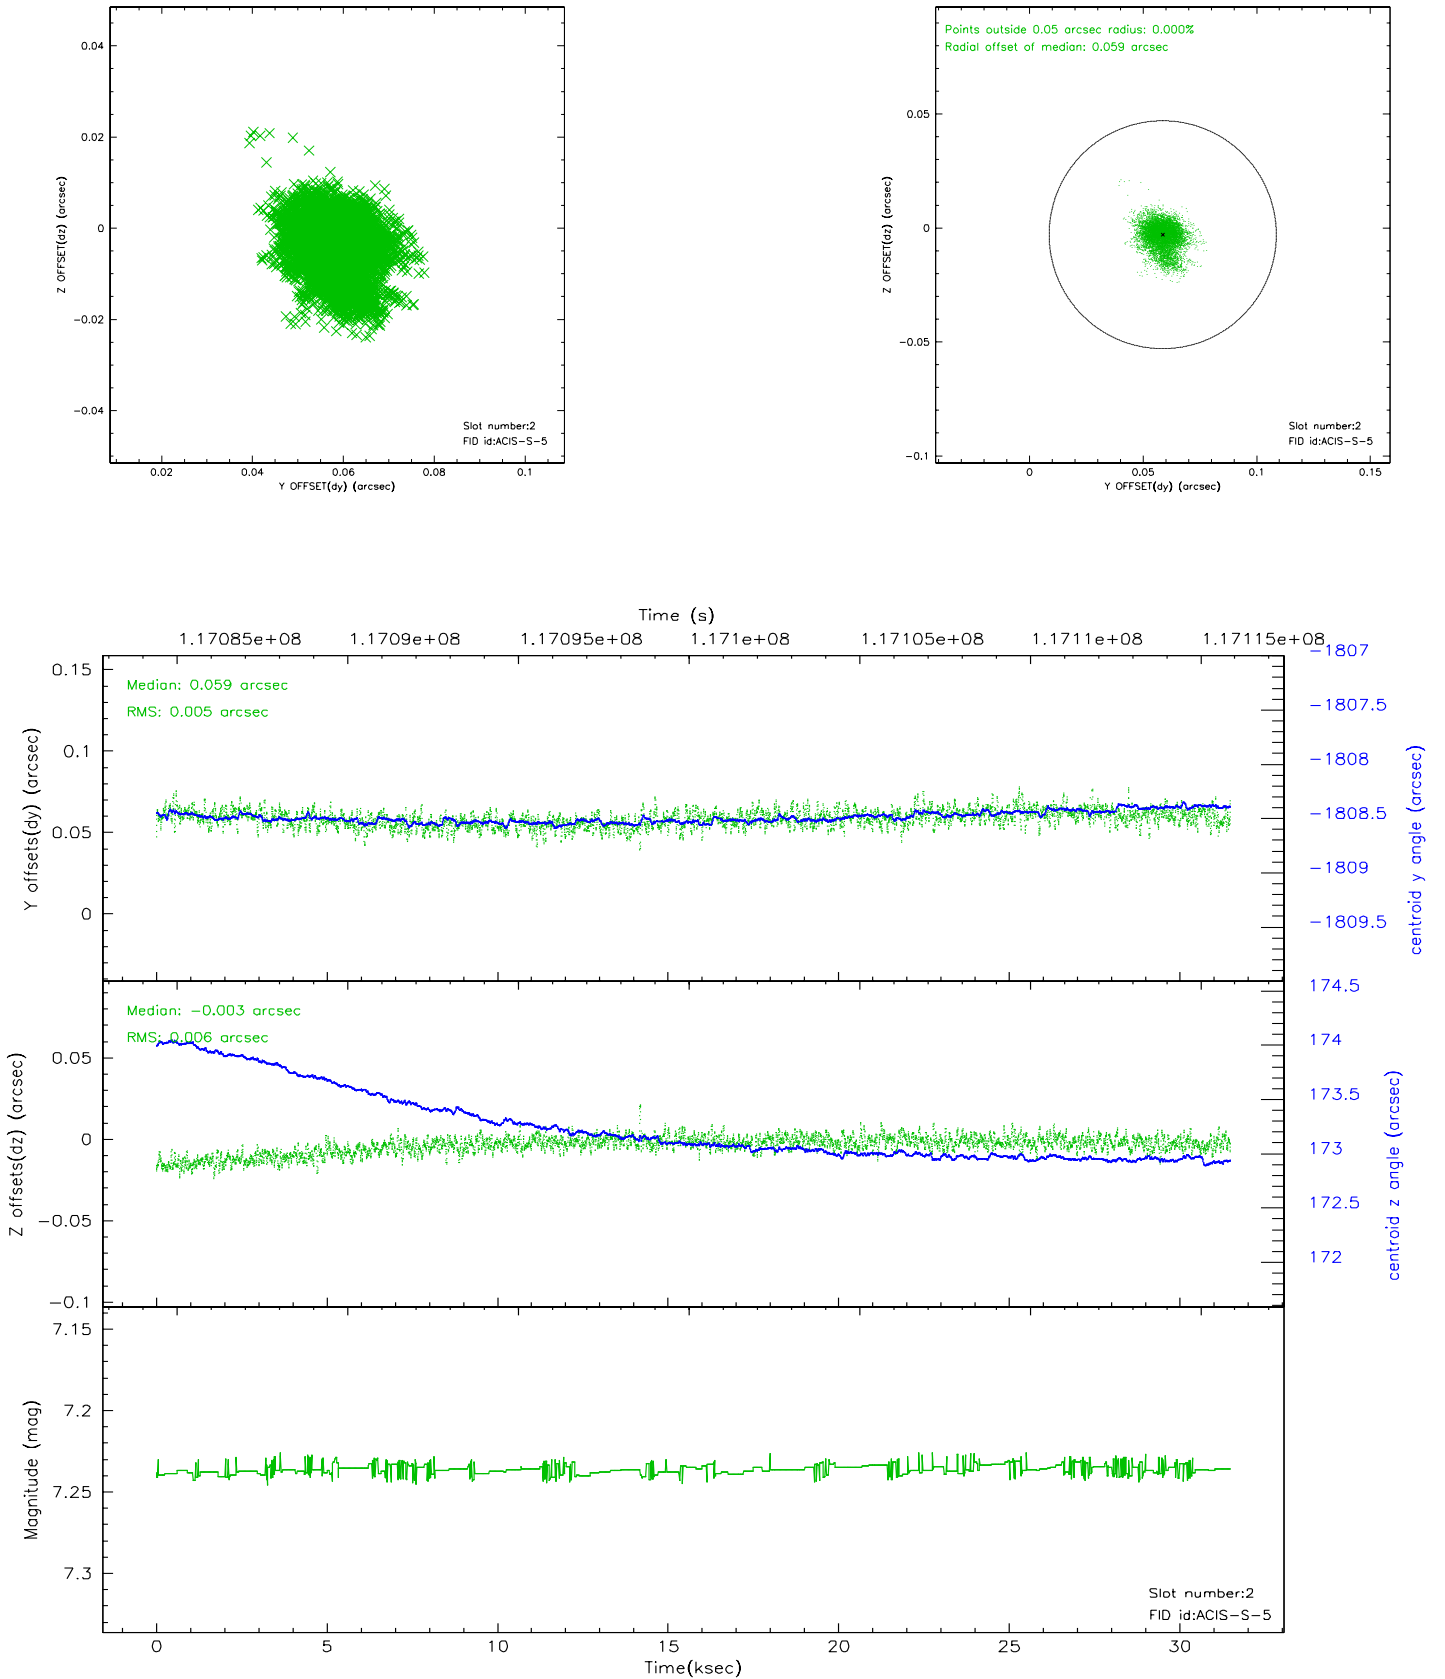 0.04
0.02
0
−0.02
−0.04
Z OFFSET(dz) (arcsec)
Slot number:2
FID id:ACIS−S−5
0.02 0.04 0.06 0.08 0.1
Y OFFSET(dy) (arcsec)
Points outside 0.05 arcsec radius: 0.000%
Radial offset of median: 0.059 arcsec
0.05
0
−0.05
−0.1
Z OFFSET(dz) (arcsec)
Slot number:2
FID id:ACIS−S−5
0 0.05 0.1 0.15
Y OFFSET(dy) (arcsec)
Time (s)
1.17085e+08 1.1709e+08 1.17095e+08 1.171e+08 1.17105e+08 1.1711e+08 1.17115e+08
0.15
0.1
0.05
0
Y offsets(dy) (arcsec)
Median: 0.059 arcsec
RMS: 0.005 arcsec
−1807
−1807.5
−1808
−1808.5
−1809
−1809.5
centroid y angle (arcsec)
0.05
0
−0.05
−0.1
Z offsets(dz) (arcsec)
Median: −0.003 arcsec
RMS: 0.006 arcsec
174.5
174
173.5
173
172.5
172
centroid z angle (arcsec)
7.15
7.2
7.25
7.3
Magnitude (mag)
Slot number:2
FID id:ACIS−S−5
0 5 10 15 20 25 30
Time(ksec)